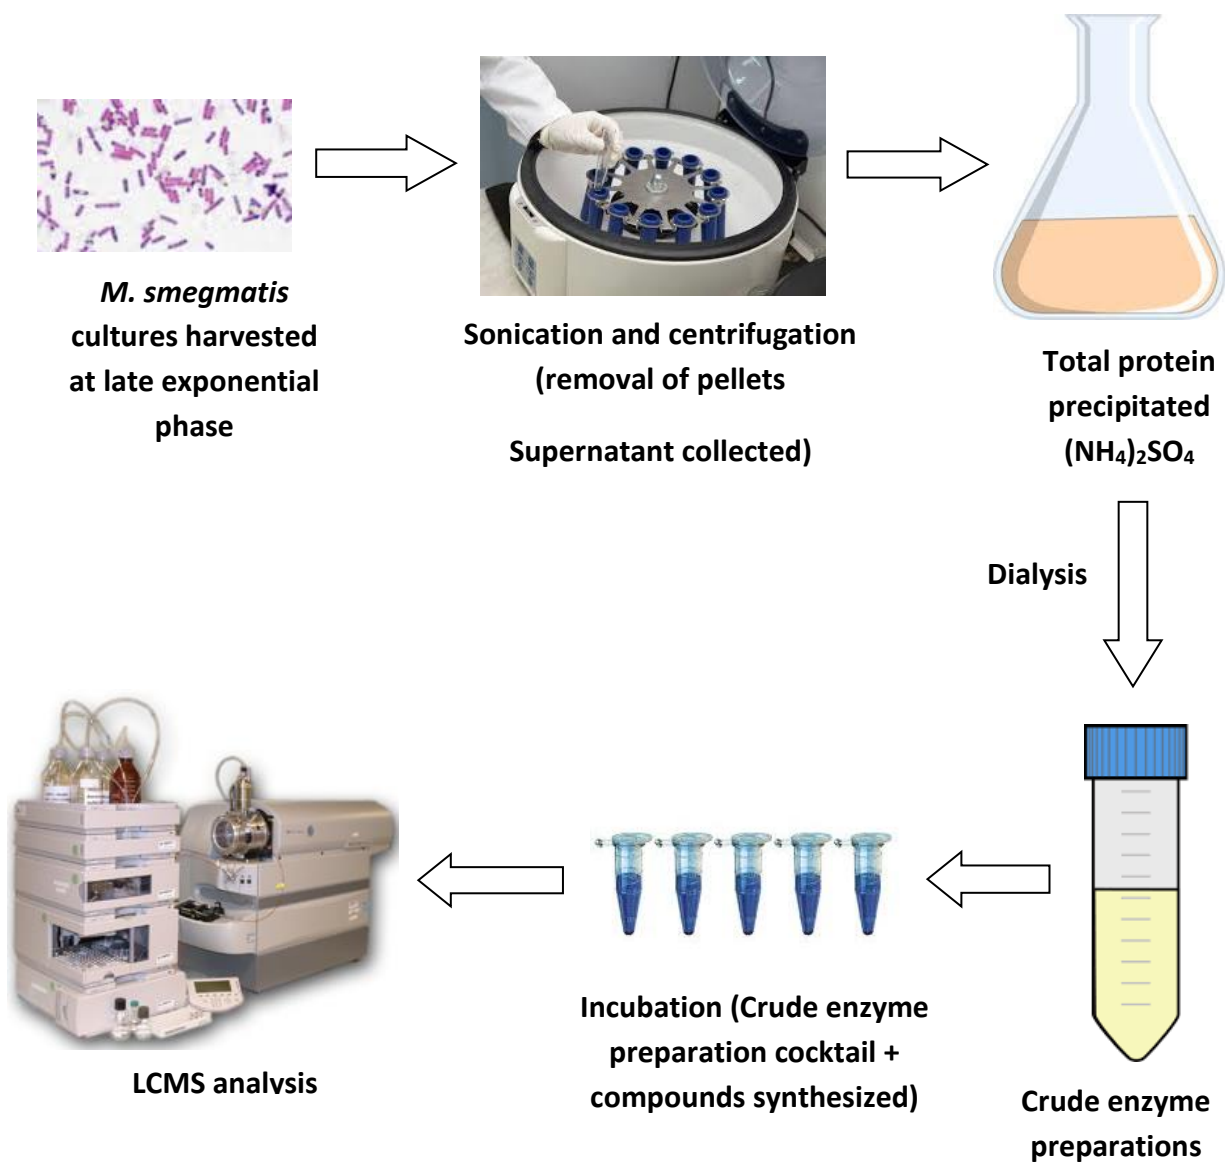 M. smegmatis
cultures harvested
at late exponential
phase
Sonication and centrifugation
(removal of pellets
Supernatant collected)
Total protein
precipitated
(NH₄)₂SO₄
Dialysis
Crude enzyme
preparations
Incubation (Crude enzyme
preparation cocktail +
compounds synthesized)
LCMS analysis